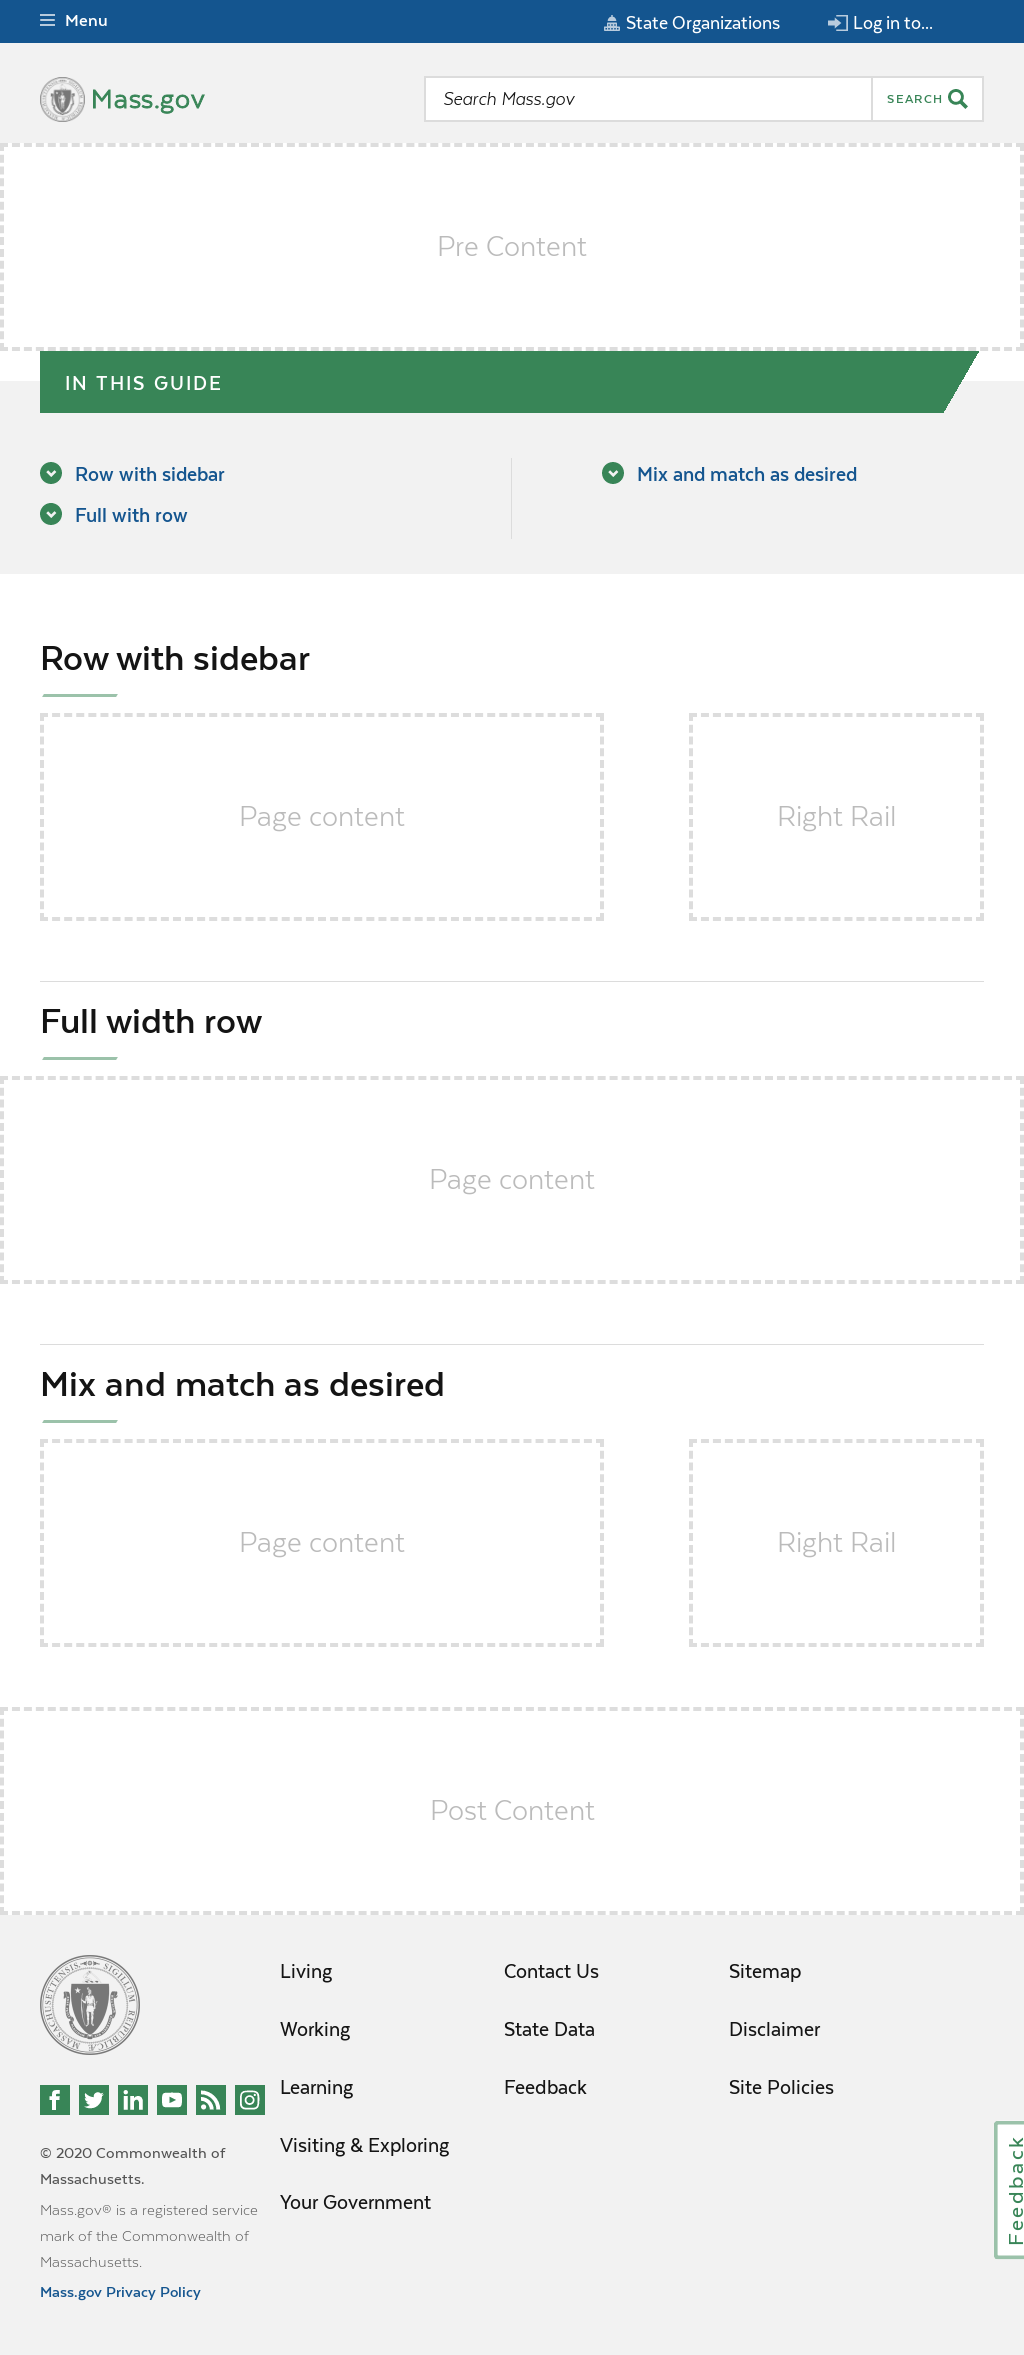 Menu
State Organizations
Log in to...
Mass.gov
Search Mass.gov
SEARCH
Pre Content
IN THIS GUIDE
Row with sidebar
Full with row
Mix and match as desired
Row with sidebar
Page content
Right Rail
Full width row
Page content
Mix and match as desired
Page content
Right Rail
Post Content
Living
Working
Learning
Visiting & Exploring
Your Government
Contact Us
State Data
Feedback
Sitemap
Disclaimer
Site Policies
© 2020 Commonwealth of
Massachusetts.
Mass.gov® is a registered service
mark of the Commonwealth of
Massachusetts.
Mass.gov Privacy Policy
Feedback